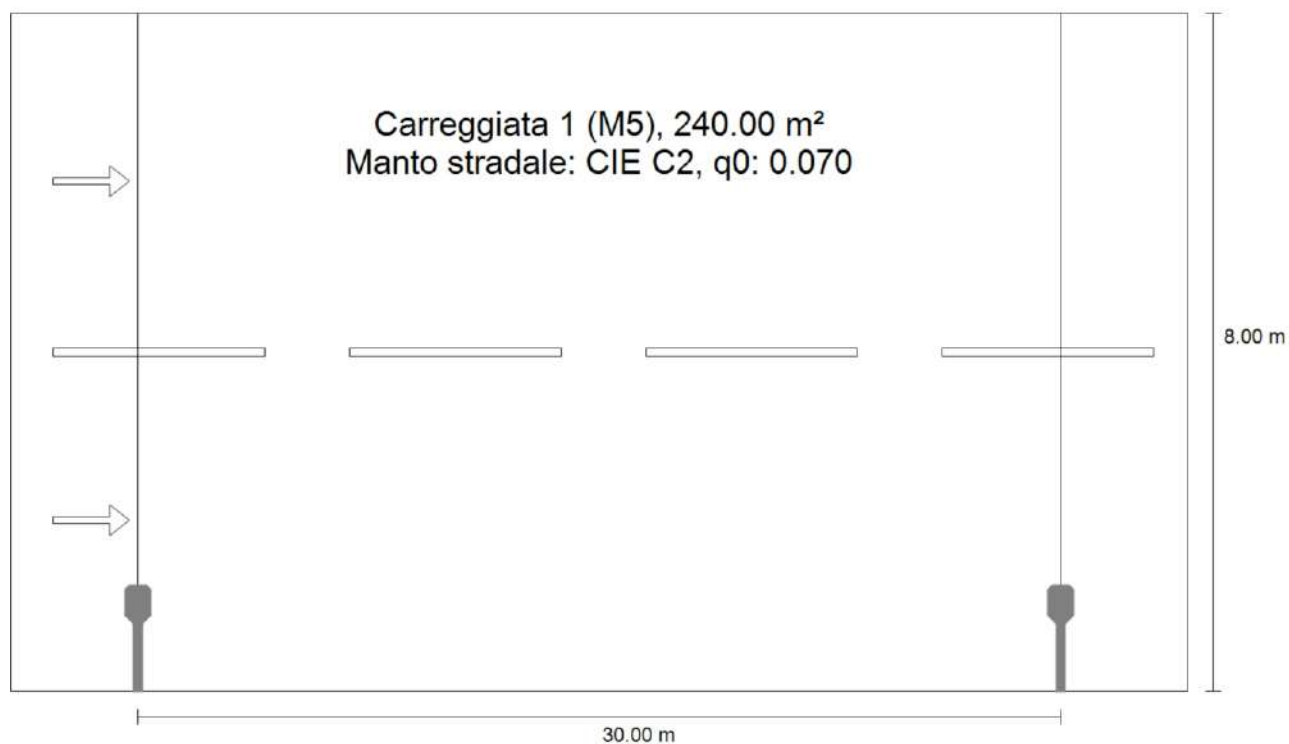 Carreggiata 1 (M5), 240.00 m²
Manto stradale: CIE C2, q0: 0.070
8.00 m
30.00 m